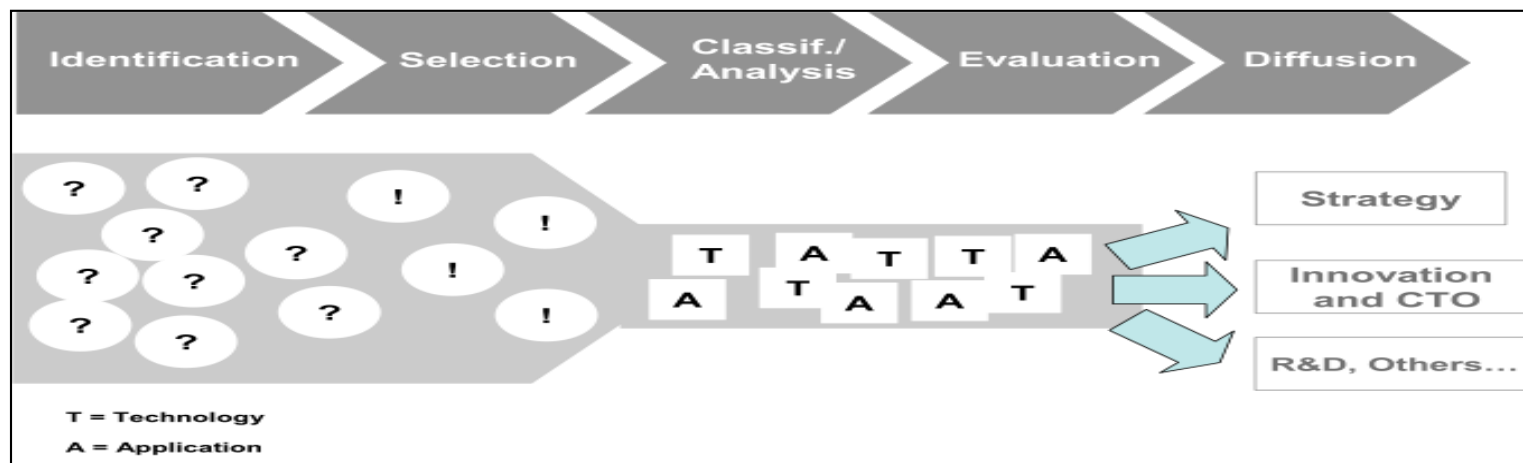 Identification
Selection
Classif./
Analysis
Evaluation
Diffusion
? ? ! !
? ? !
? ? ? !
? ?
T A T T A
A T A A T
Strategy
Innovation
and CTO
R&D, Others...
T = Technology
A = Application